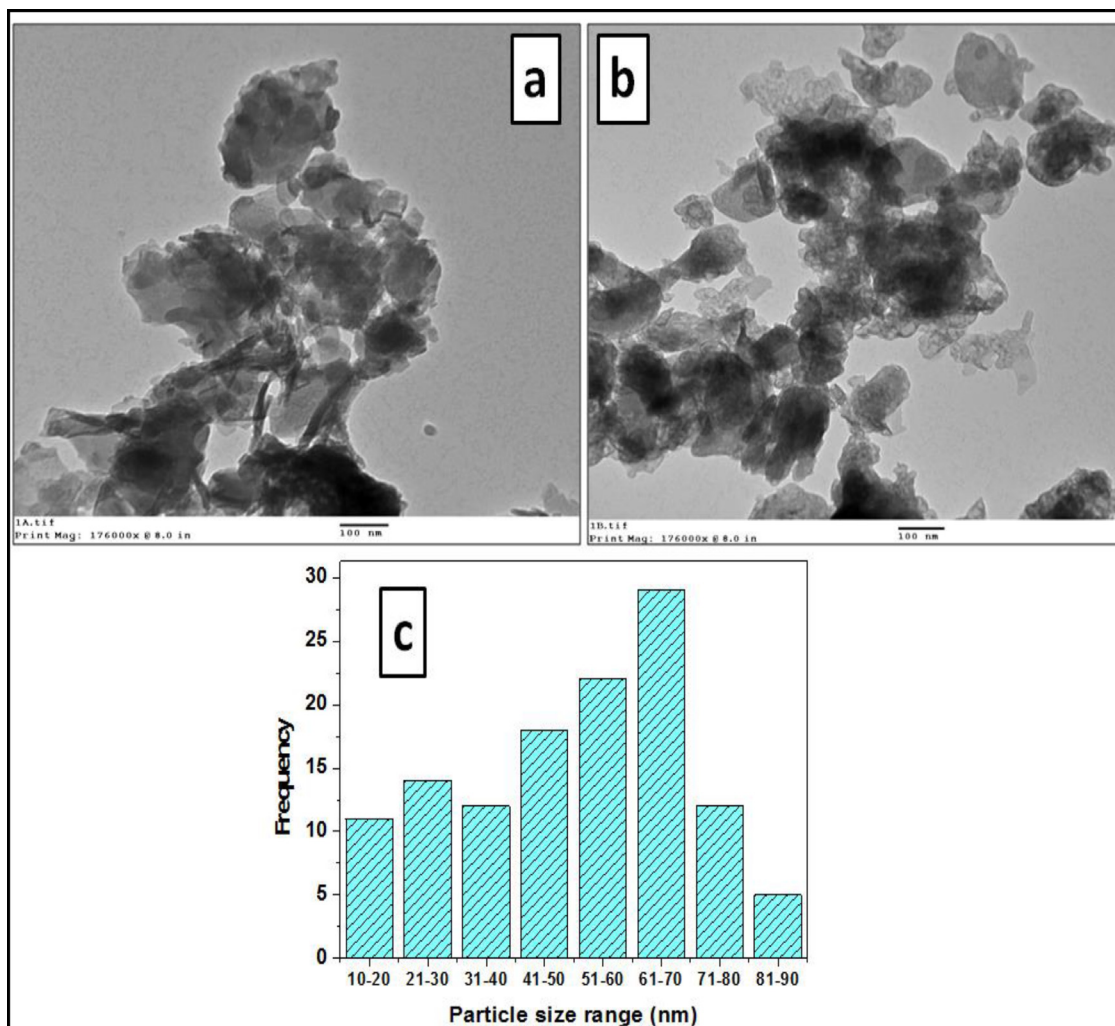 a
b
1A.tif
Print Mag: 176000x @ 8.0 in
100 nm
1B.tif
Print Mag: 176000x @ 8.0 in
100 nm
c
30
25
20
15
10
5
0
Frequency
10-20 21-30 31-40 41-50 51-60 61-70 71-80 81-90
Particle size range (nm)